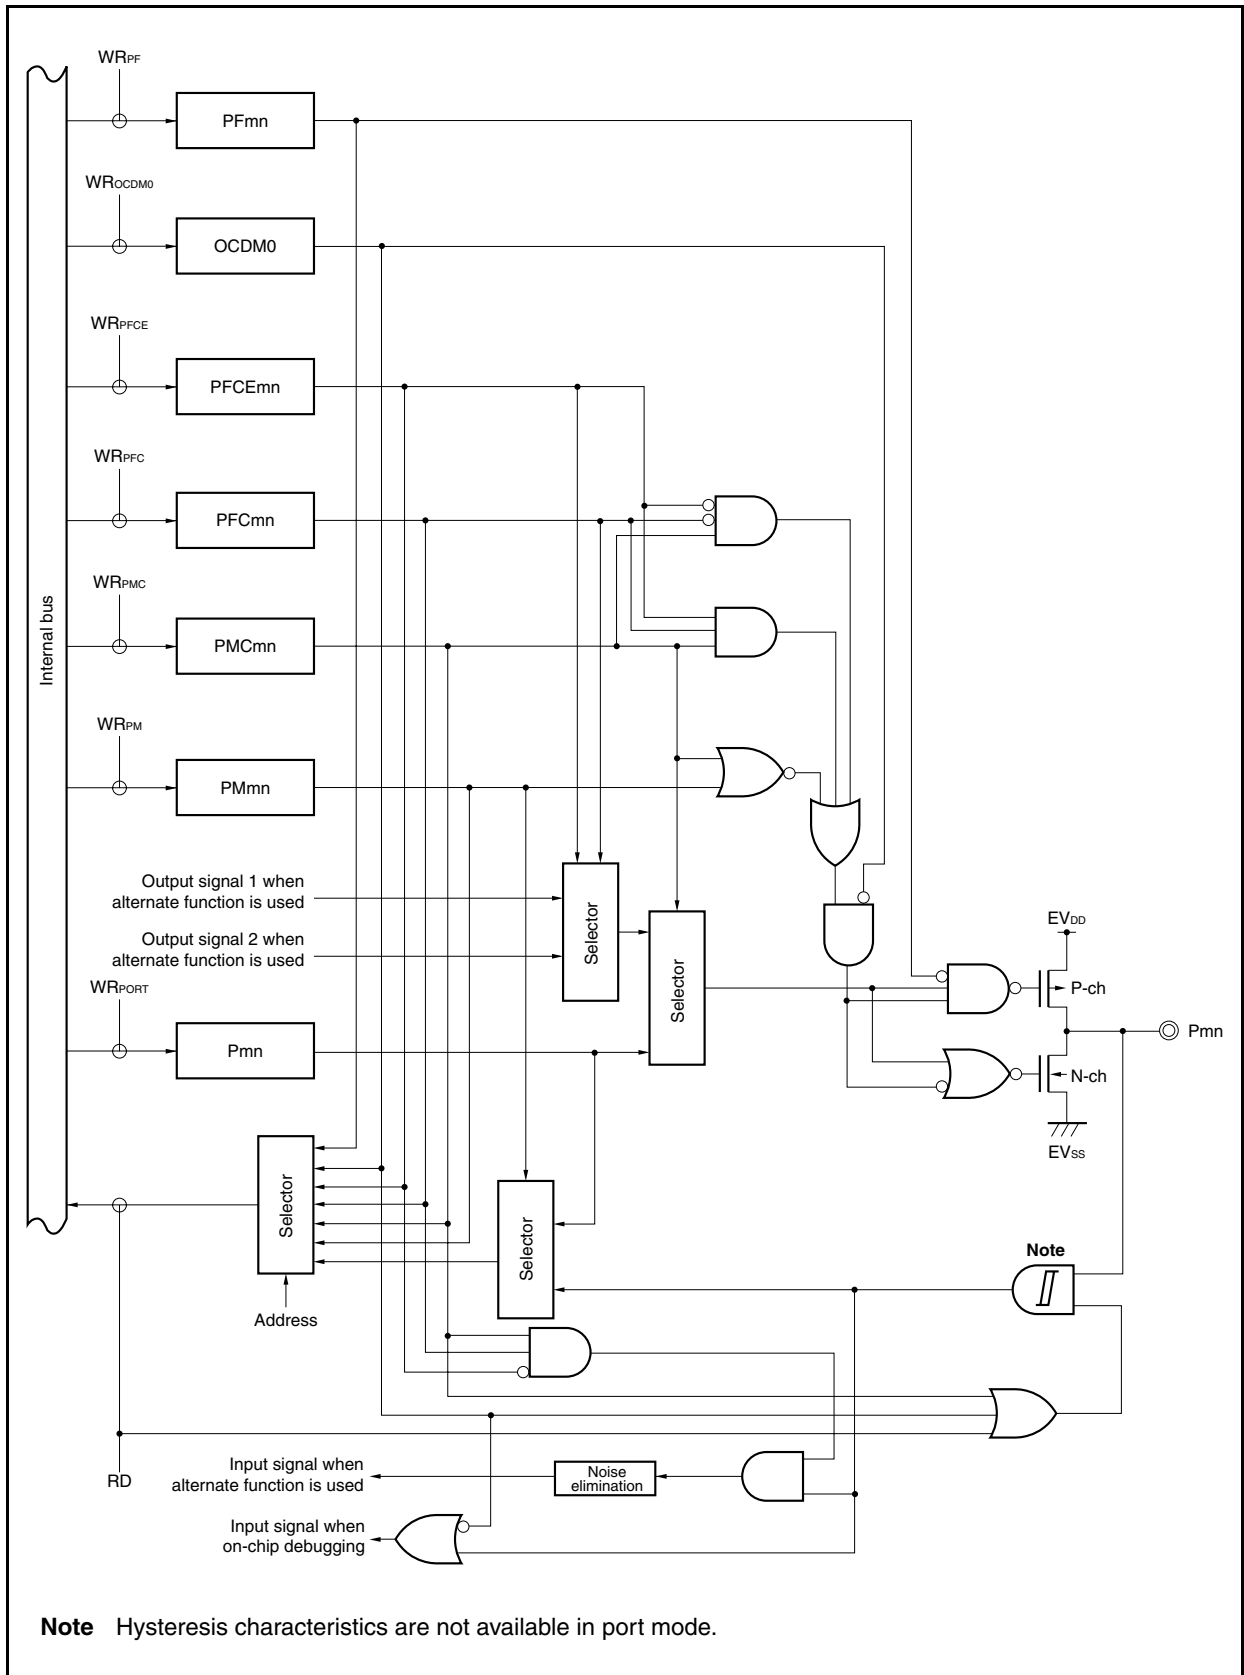 WRPF
PFmn
WROCDM0
OCDM0
WRPFCE
PFCEmn
WRPFC
PFCmn
WRPMC
PMCmn
Internal bus
WRPM
PMmn
Output signal 1 when
alternate function is used
Output signal 2 when
alternate function is used
Selector
Selector
EVDD
P-ch
WRPORT
Pmn
Pmn
N-ch
EVSS
Selector
Selector
Address
Note
RD
Input signal when
alternate function is used
Noise
elimination
Input signal when
on-chip debugging
Note Hysteresis characteristics are not available in port mode.